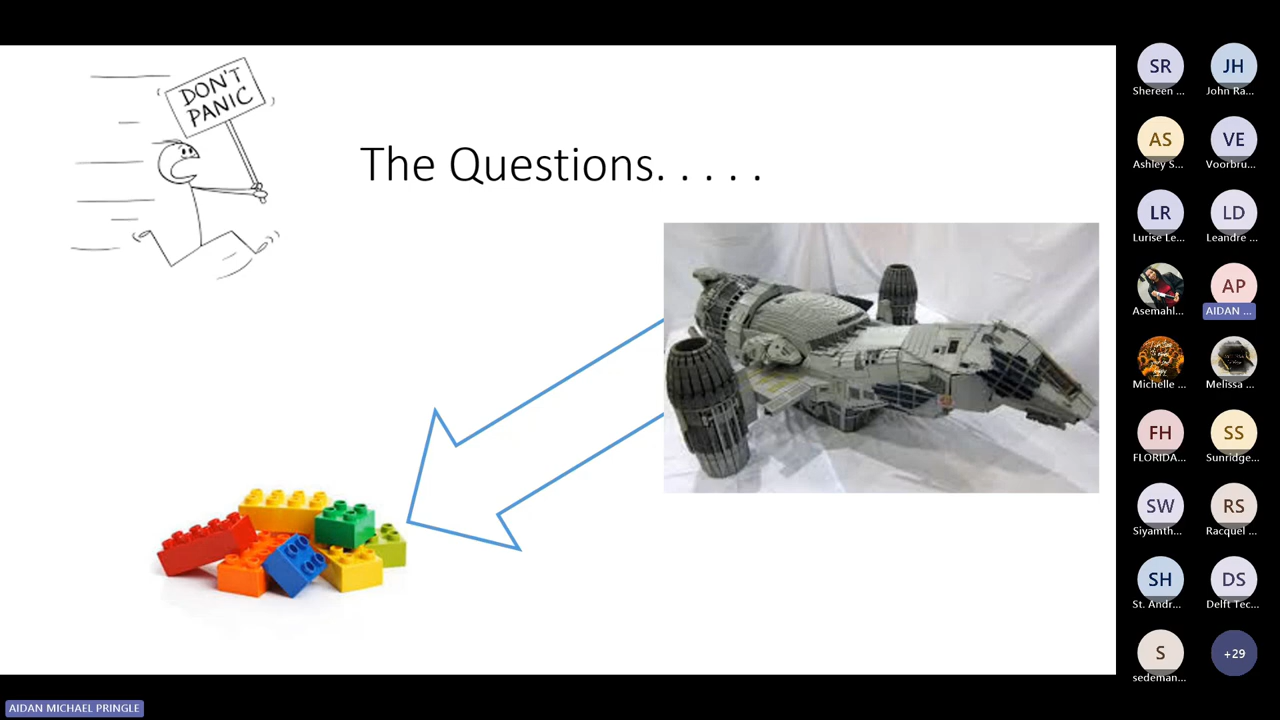 DON'T
PANIC
The Questions. . . . .
SR
Shereen ...
JH
John Ra...
AS
Ashley S...
VE
Voorbru...
LR
Lurise Le...
LD
Leandre ...
Asemahl...
AP
AIDAN ...
Michelle ...
Melissa ...
FH
FLORIDA...
SS
Sunridge...
SW
Siyamth...
RS
Racquel ...
SH
St. Andr...
DS
Delft Tec...
S
sedeman...
+29
AIDAN MICHAEL PRINGLE